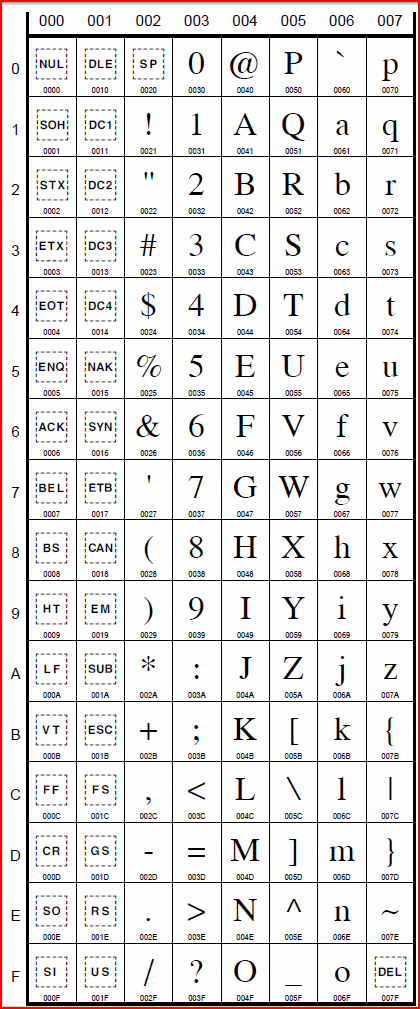 000 001 002 003 004 005 006 007
0 NUL DLE SP 0 @ P ` p
0000 0010 0020 0030 0040 0050 0060 0070
1 SOH DC1 ! 1 A Q a q
0001 0011 0021 0031 0041 0051 0061 0071
2 STX DC2 " 2 B R b r
0002 0012 0022 0032 0042 0052 0062 0072
3 ETX DC3 # 3 C S c s
0003 0013 0023 0033 0043 0053 0063 0073
4 EOT DC4 $ 4 D T d t
0004 0014 0024 0034 0044 0054 0064 0074
5 ENQ NAK % 5 E U e u
0005 0015 0025 0035 0045 0055 0065 0075
6 ACK SYN & 6 F V f v
0006 0016 0026 0036 0046 0056 0066 0076
7 BEL ETB ' 7 G W g w
0007 0017 0027 0037 0047 0057 0067 0077
8 BS CAN ( 8 H X h x
0008 0018 0028 0038 0048 0058 0068 0078
9 HT EM ) 9 I Y i y
0009 0019 0029 0039 0049 0059 0069 0079
A LF SUB * : J Z j z
000A 001A 002A 003A 004A 005A 006A 007A
B VT ESC + ; K [ k {
000B 001B 002B 003B 004B 005B 006B 007B
C FF FS , < L \ l |
000C 001C 002C 003C 004C 005C 006C 007C
D CR GS - = M ] m }
000D 001D 002D 003D 004D 005D 006D 007D
E SO RS . > N ^ n ~
000E 001E 002E 003E 004E 005E 006E 007E
F SI US / ? O _ o DEL
000F 001F 002F 003F 004F 005F 006F 007F